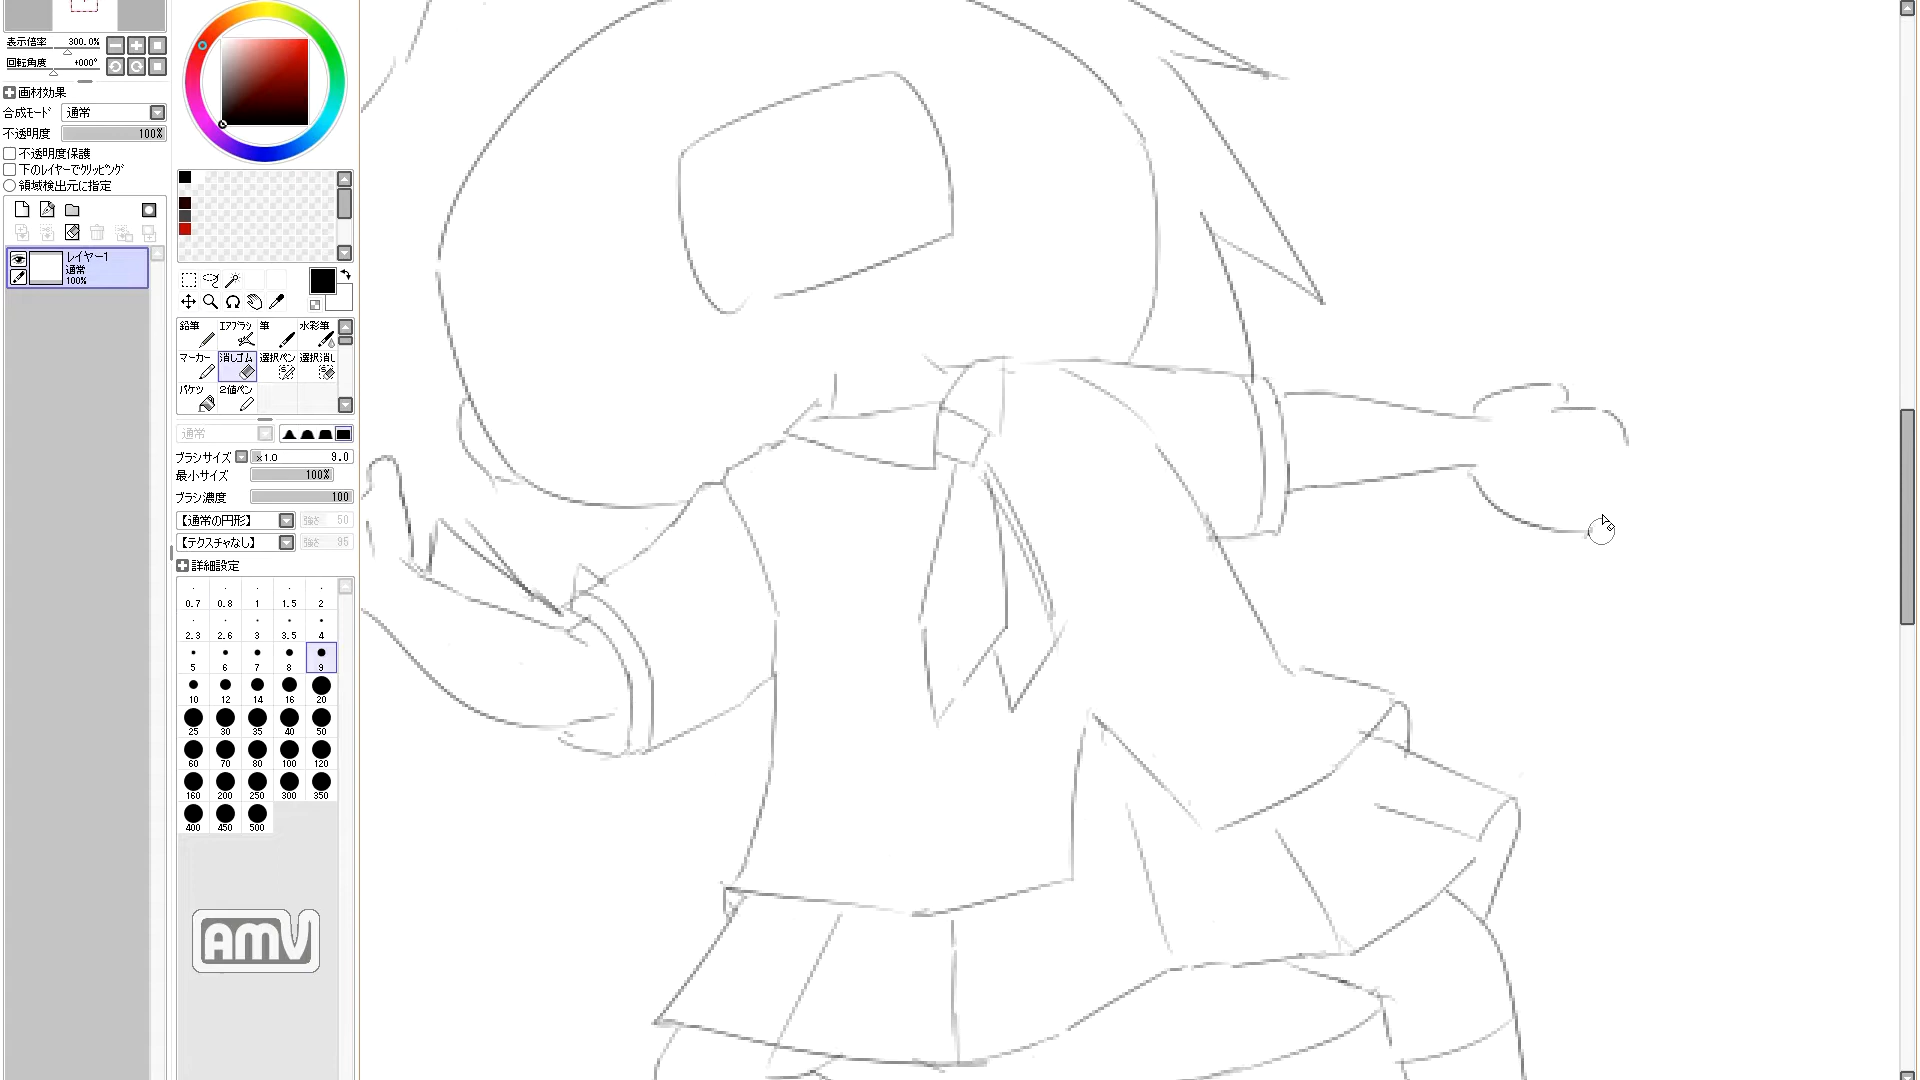 表示倍率 300.0%
回転角度 +000°
画材効果
合成モード 通常
不透明度 100%
不透明度保護
下のレイヤーでクリッピング
領域検出元に指定
レイヤー1
通常
100%
鉛筆 エアブラシ 筆 水彩筆
マーカー 消しゴム 選択ペン 選択消し
バケツ 2値ペン
通常
ブラシサイズ x1.0 9.0
最小サイズ 100%
ブラシ濃度 100
【通常の円形】 強さ 50
【テクスチャなし】 強さ 95
詳細設定
0.7 0.8 1 1.5 2
2.3 2.6 3 3.5 4
5 6 7 8 9
10 12 14 16 20
25 30 35 40 50
60 70 80 100 120
160 200 250 300 350
400 450 500
AMV